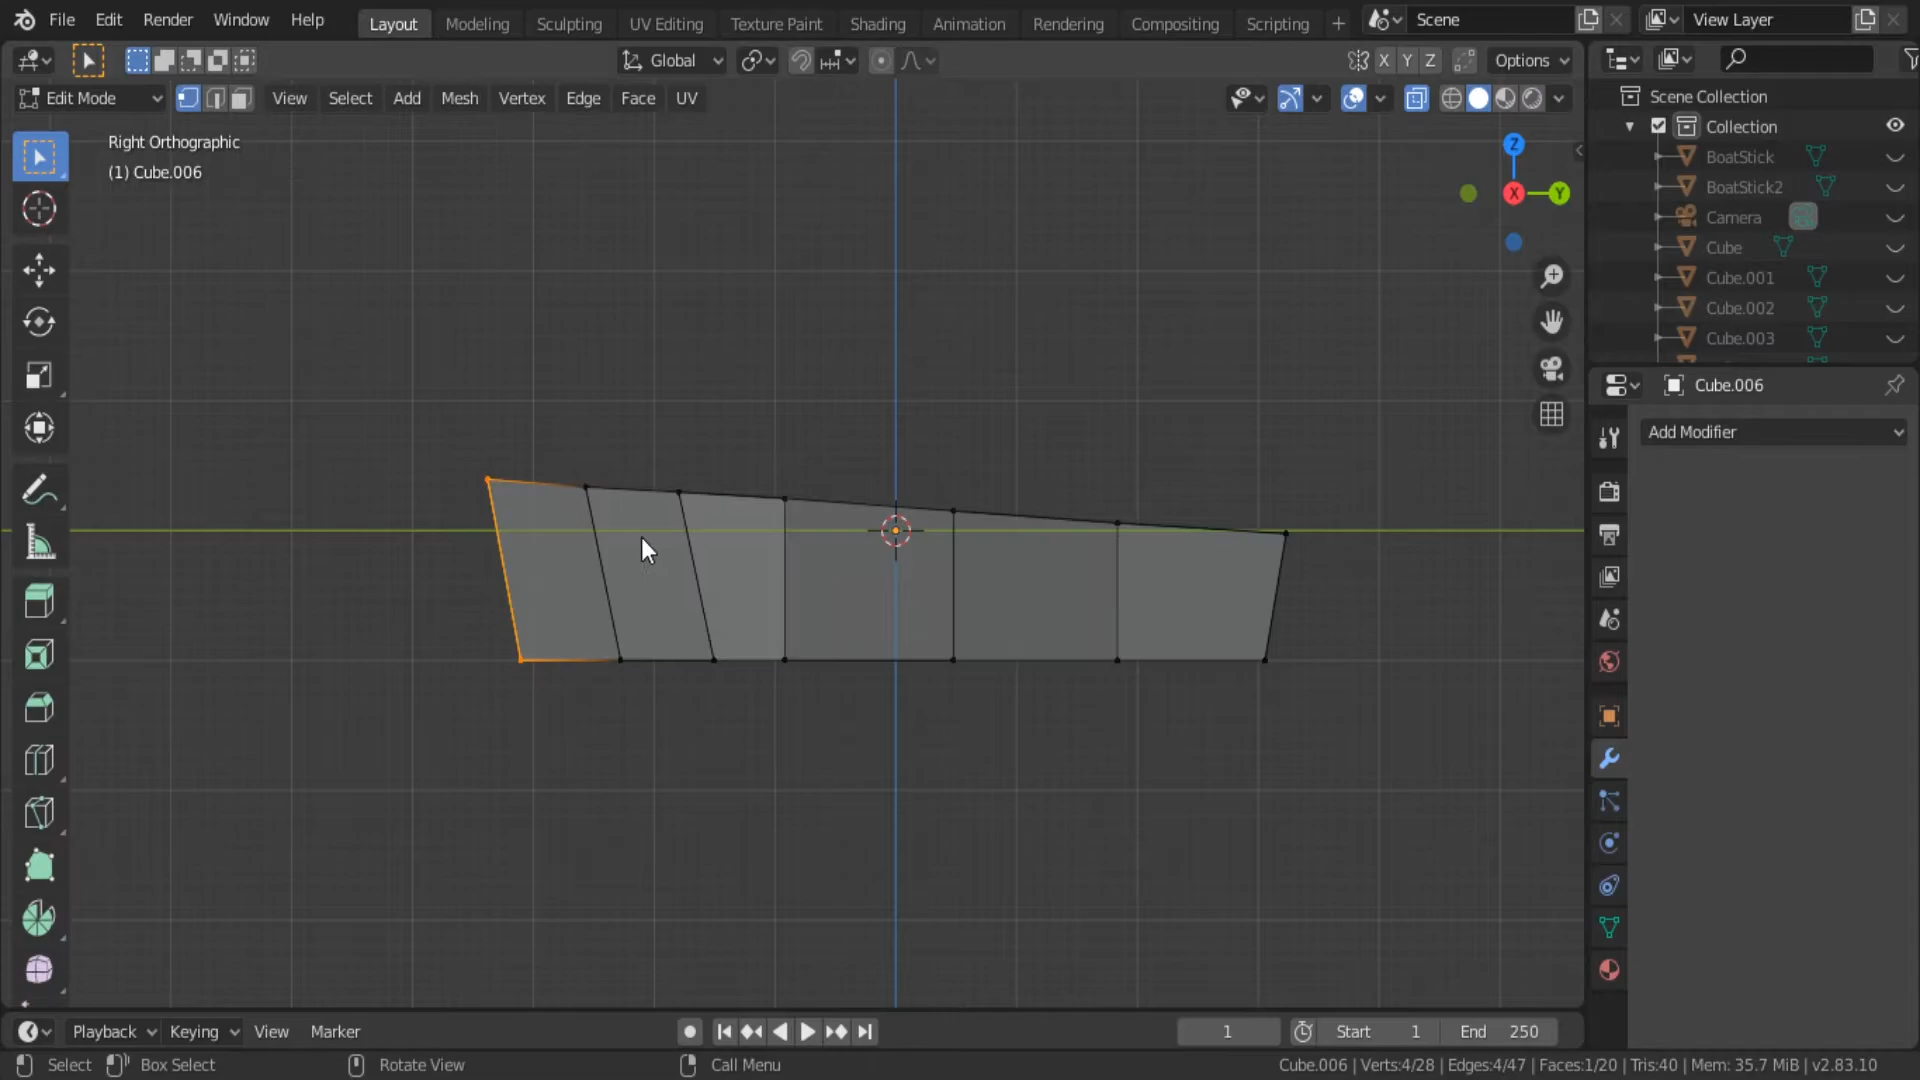 File Edit Render Window Help Layout Modeling Sculpting UV Editing Texture Paint Shading Animation Rendering Compositing Scripting + Scene View Layer
Global X Y Z Options
Edit Mode View Select Add Mesh Vertex Edge Face UV
Right Orthographic
(1) Cube.006
Z
X
Y
Scene Collection
Collection
BoatStick
BoatStick2
Camera
Cube
Cube.001
Cube.002
Cube.003
Cube.006
Add Modifier
Playback Keying View Marker 1 Start 1 End 250
Select Box Select Rotate View Call Menu Cube.006 | Verts:4/28 | Edges:4/47 | Faces:1/20 | Tris:40 | Mem: 35.7 MiB | v2.83.10